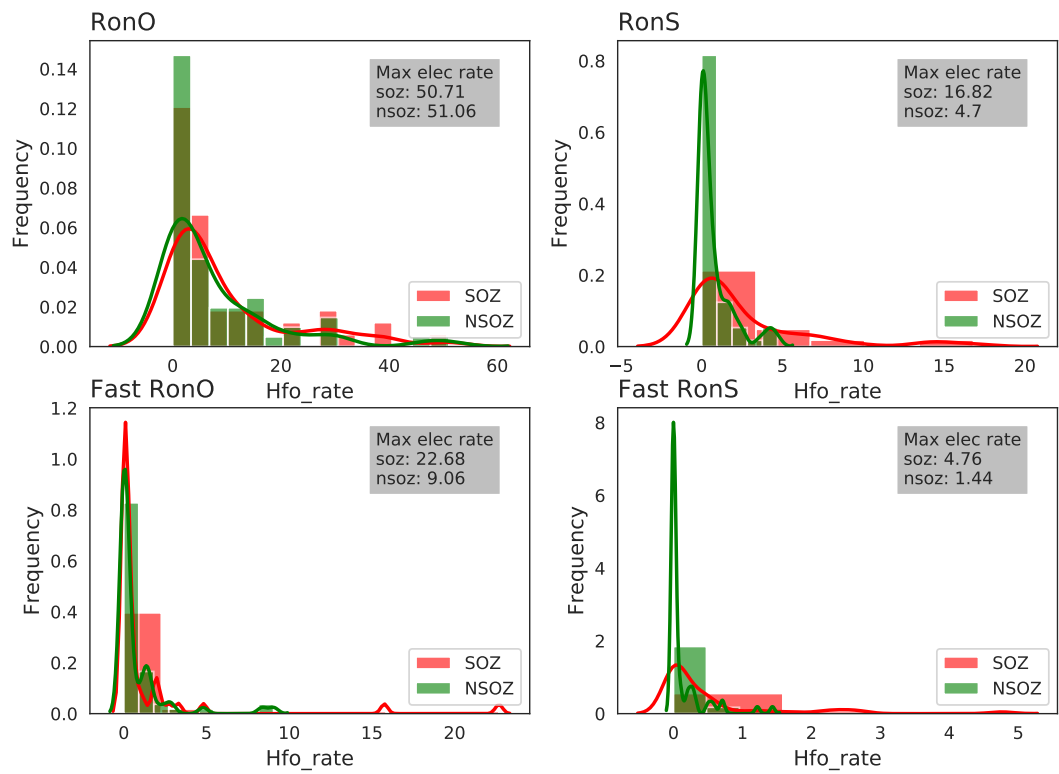 RonO
Frequency
0.14
0.12
0.10
0.08
0.06
0.04
0.02
0.00
Max elec rate
soz: 50.71
nsoz: 51.06
SOZ
NSOZ
0 20 40 60
Hfo_rate
RonS
Frequency
0.8
0.6
0.4
0.2
0.0
Max elec rate
soz: 16.82
nsoz: 4.7
SOZ
NSOZ
−5 0 5 10 15 20
Hfo_rate
Fast RonO
Frequency
1.2
1.0
0.8
0.6
0.4
0.2
0.0
Max elec rate
soz: 22.68
nsoz: 9.06
SOZ
NSOZ
0 5 10 15 20
Hfo_rate
Fast RonS
Frequency
8
6
4
2
0
Max elec rate
soz: 4.76
nsoz: 1.44
SOZ
NSOZ
0 1 2 3 4 5
Hfo_rate